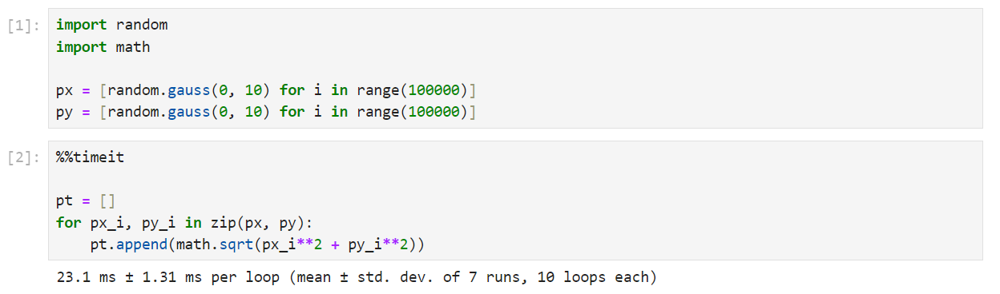 [1]: import random
import math
px = [random.gauss(0, 10) for i in range(100000)]
py = [random.gauss(0, 10) for i in range(100000)]
[2]: %%timeit
pt = []
for px_i, py_i in zip(px, py):
    pt.append(math.sqrt(px_i**2 + py_i**2))
23.1 ms ± 1.31 ms per loop (mean ± std. dev. of 7 runs, 10 loops each)